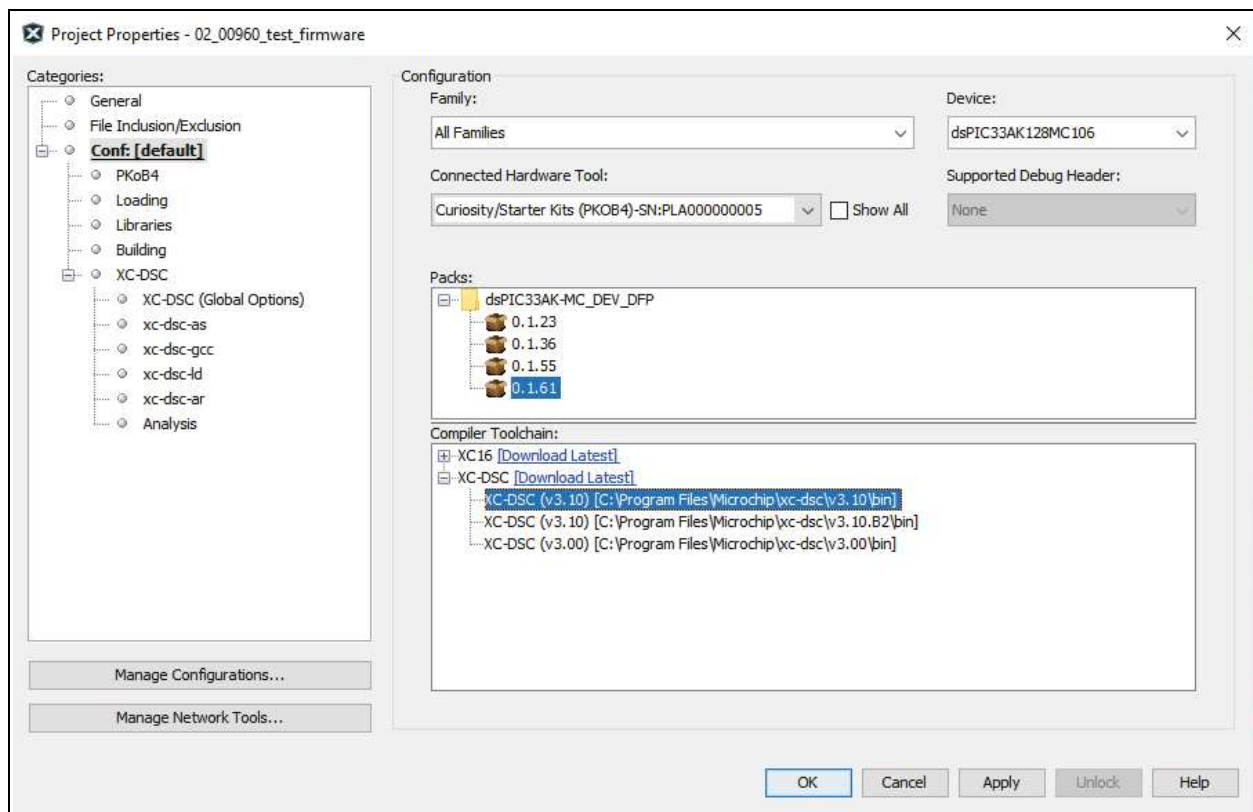 Project Properties - 02_00960_test_firmware
Categories:
General
File Inclusion/Exclusion
Conf: [default]
PKoB4
Loading
Libraries
Building
XC-DSC
XC-DSC (Global Options)
xc-dsc-as
xc-dsc-gcc
xc-dsc-ld
xc-dsc-ar
Analysis
Manage Configurations...
Manage Network Tools...
Configuration
Family:
Device:
All Families
dsPIC33AK128MC106
Connected Hardware Tool:
Supported Debug Header:
Curiosity/Starter Kits (PKOB4)-SN:PLA000000005
Show All
None
Packs:
dsPIC33AK-MC_DEV_DFP
0.1.23
0.1.36
0.1.55
0.1.61
Compiler Toolchain:
XC16 [Download Latest]
XC-DSC [Download Latest]
XC-DSC (v3.10) [C:\Program Files\Microchip\xc-dsc\v3.10\bin]
XC-DSC (v3.10) [C:\Program Files\Microchip\xc-dsc\v3.10.B2\bin]
XC-DSC (v3.00) [C:\Program Files\Microchip\xc-dsc\v3.00\bin]
OK
Cancel
Apply
Unlock
Help